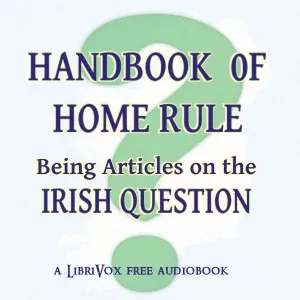 HANDBOOK OF
HOME RULE
Being Articles on the
IRISH QUESTION
A LIBRIVOX FREE AUDIOBOOK